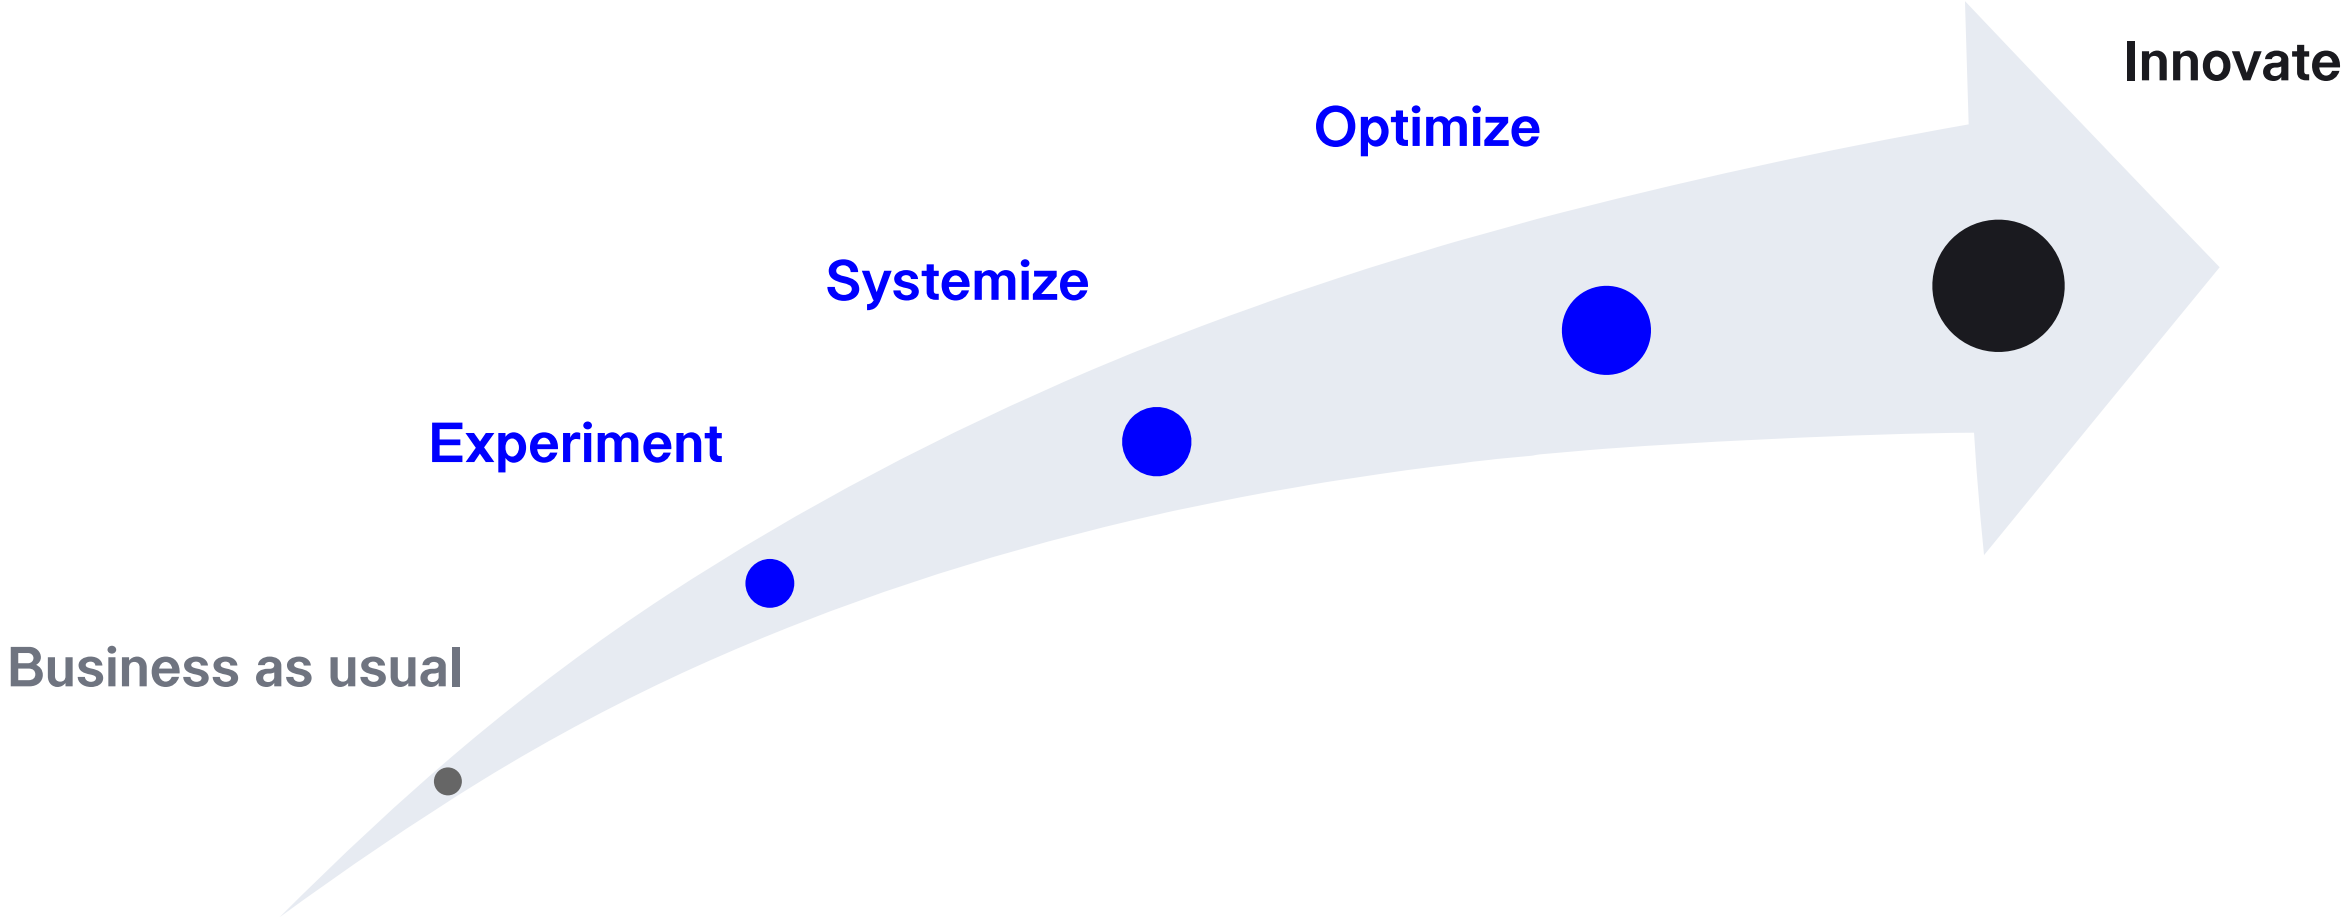 Innovate
Optimize
Systemize
Experiment
Business as usual